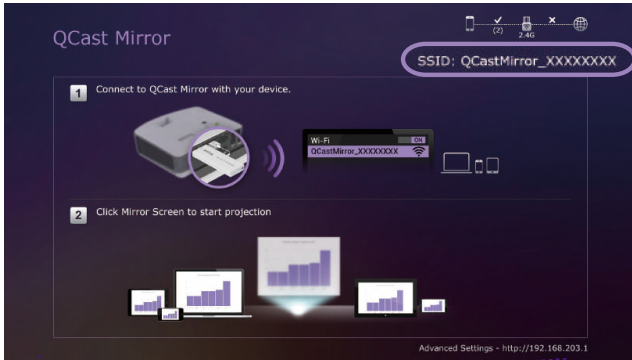 QCast Mirror
(2)
2.4G
SSID: QCastMirror_XXXXXXXX
1 Connect to QCast Mirror with your device.
Wi-Fi ON
QCastMirror_XXXXXXXX
2 Click Mirror Screen to start projection
Advanced Settings - http://192.168.203.1